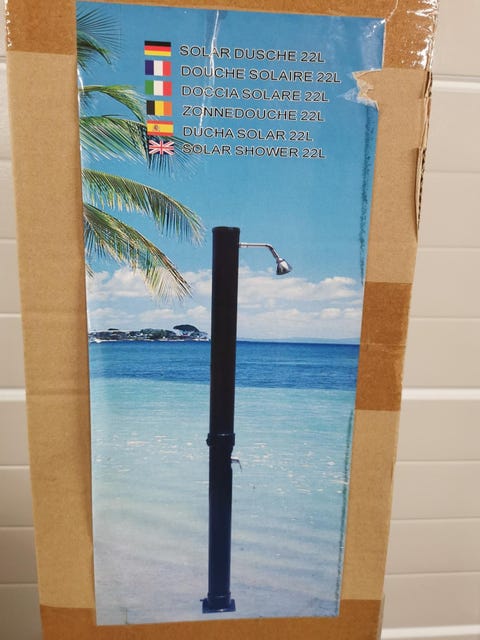 SOLAR DUSCHE 22L
DOUCHE SOLAIRE 22L
DOCCIA SOLARE 22L
ZONNEDOUCHE 22L
DUCHA SOLAR 22L
SOLAR SHOWER 22L